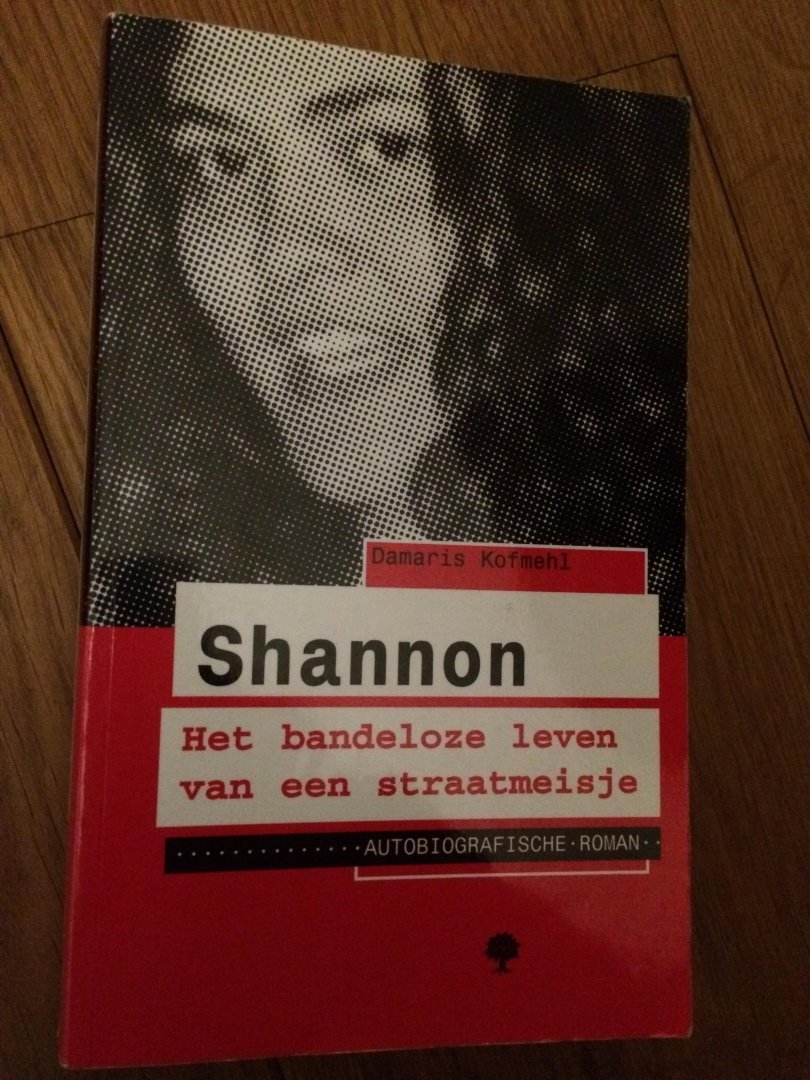 Damaris Kofmehl
Shannon
Het bandeloze leven
van een straatmeisje
AUTOBIOGRAFISCHE·ROMAN